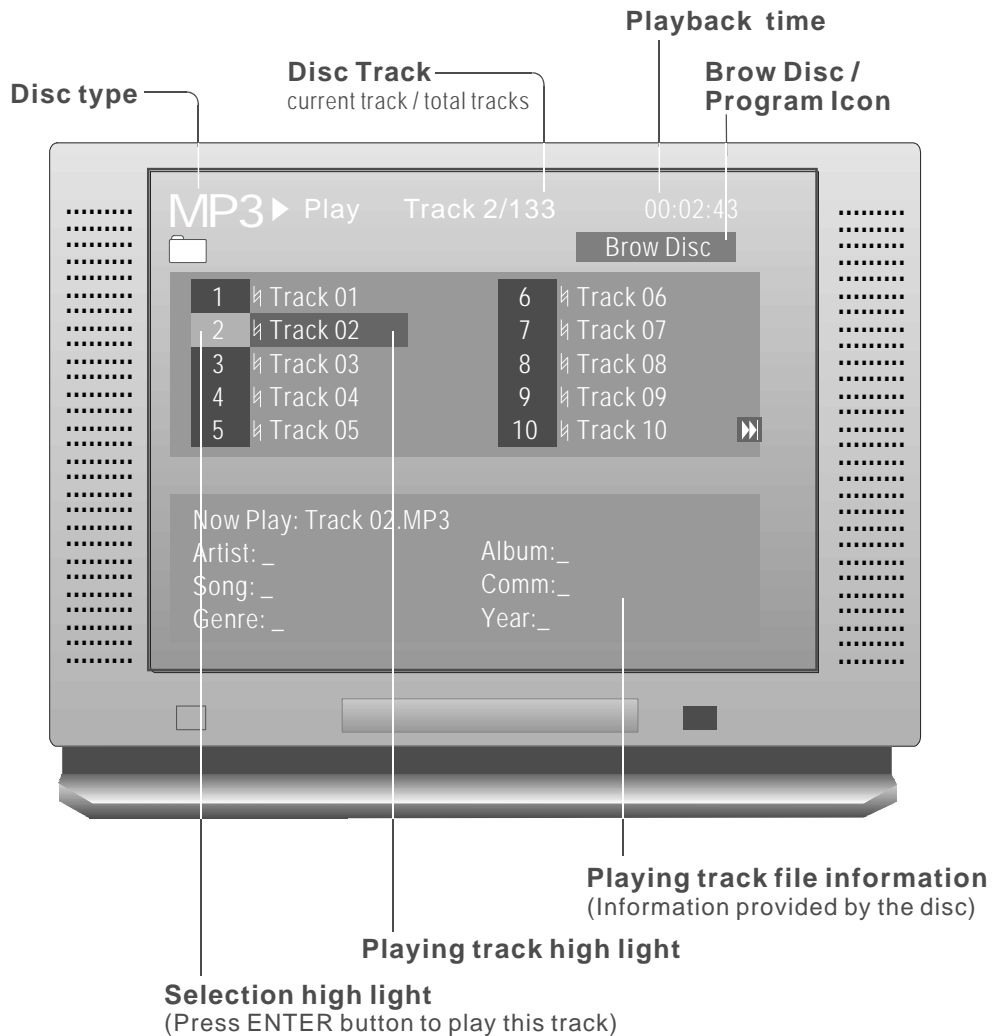 Playback time
Disc Track
current track / total tracks
Brow Disc /
Program Icon
Disc type
MP3 Play Track 2/133 00:02:43
Brow Disc
1 Track 01
2 Track 02
3 Track 03
4 Track 04
5 Track 05
6 Track 06
7 Track 07
8 Track 08
9 Track 09
10 Track 10
Now Play: Track 02.MP3
Artist: _ Album:_
Song: _ Comm:_
Genre: _ Year:_
Playing track file information
(Information provided by the disc)
Playing track high light
Selection high light
(Press ENTER button to play this track)